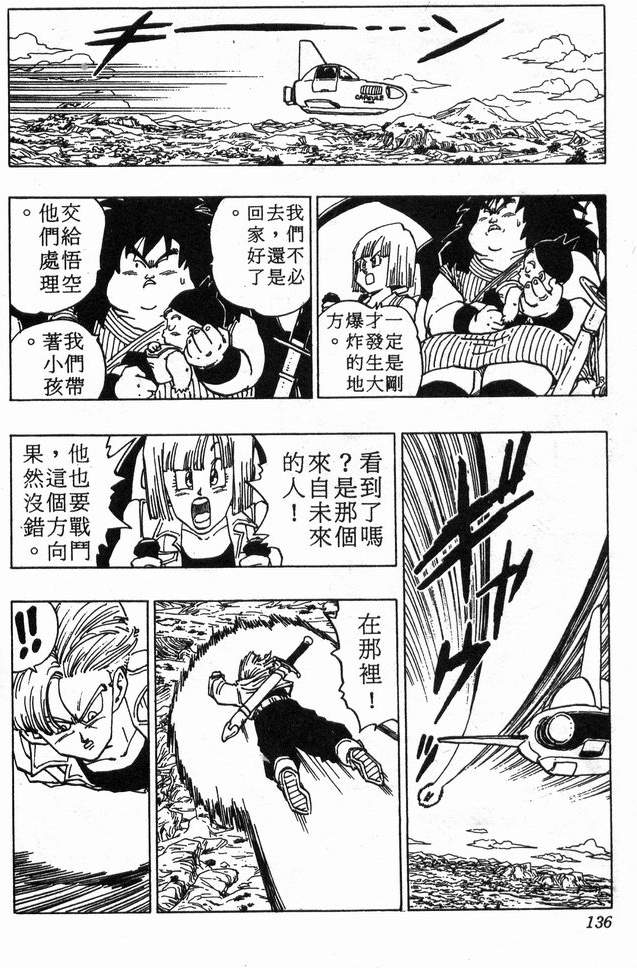 キーーン
CAPSULE
一定是剛
才發生大
爆炸的地
方。
我們不必
去，還是
回家好了
。
交給悟空
他們處理
。
我們帶
著小孩
ギュオッ
看到了嗎
？是那個
來自未來
的人！
他也要戰鬥
，這個方向
果然沒錯。
在那裡！
!!
136